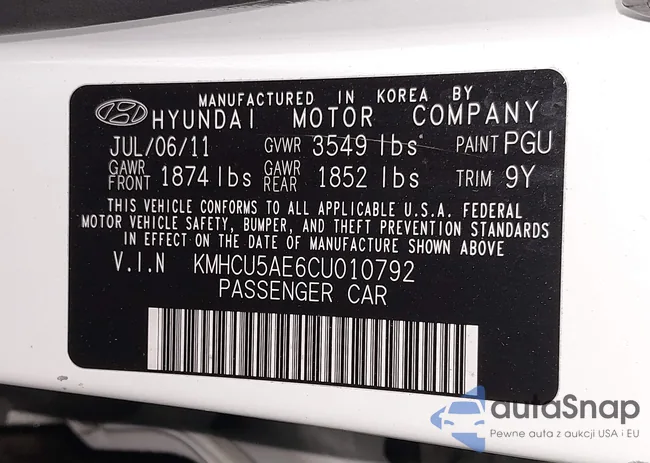 MANUFACTURED IN KOREA BY
HYUNDAI MOTOR COMPANY
JUL/06/11 GVWR 3549 lbs PAINT PGU
GAWR FRONT 1874 lbs GAWR REAR 1852 lbs TRIM 9Y
THIS VEHICLE CONFORMS TO ALL APPLICABLE U.S.A. FEDERAL
MOTOR VEHICLE SAFETY, BUMPER, AND THEFT PREVENTION STANDARDS
IN EFFECT ON THE DATE OF MANUFACTURE SHOWN ABOVE
V.I.N KMHCU5AE6CU010792
PASSENGER CAR
autaSnap
Pewne auta z aukcji USA i EU